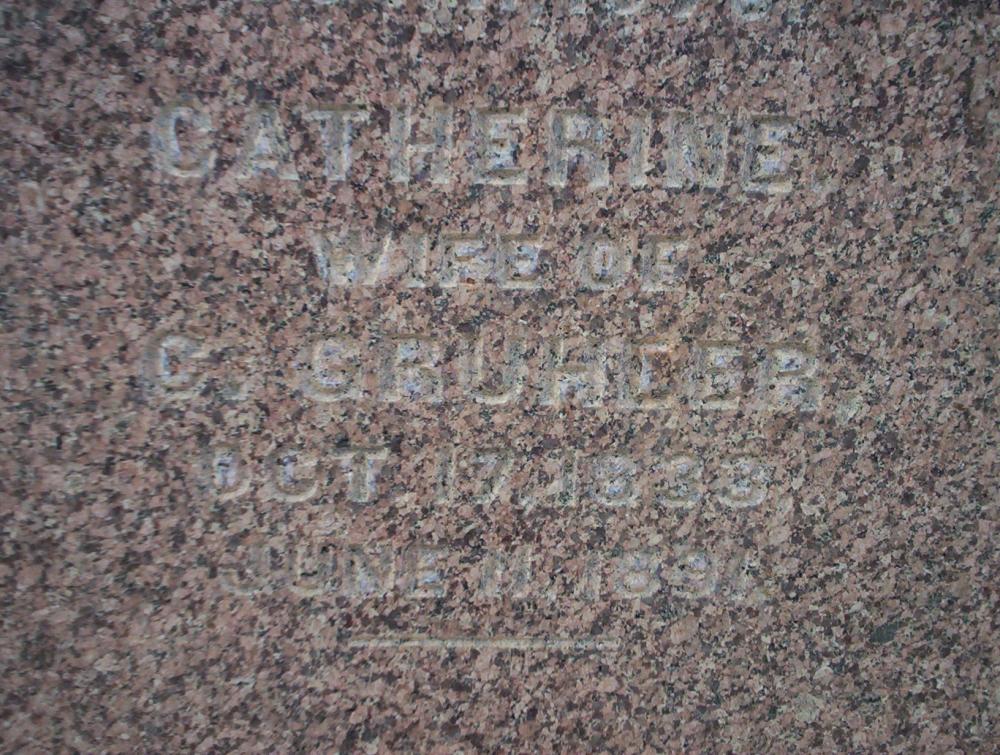 CATHERINE,
WIFE OF
C. GRUHLER,
OCT. 17, 1833,
JUNE 11, 1891.